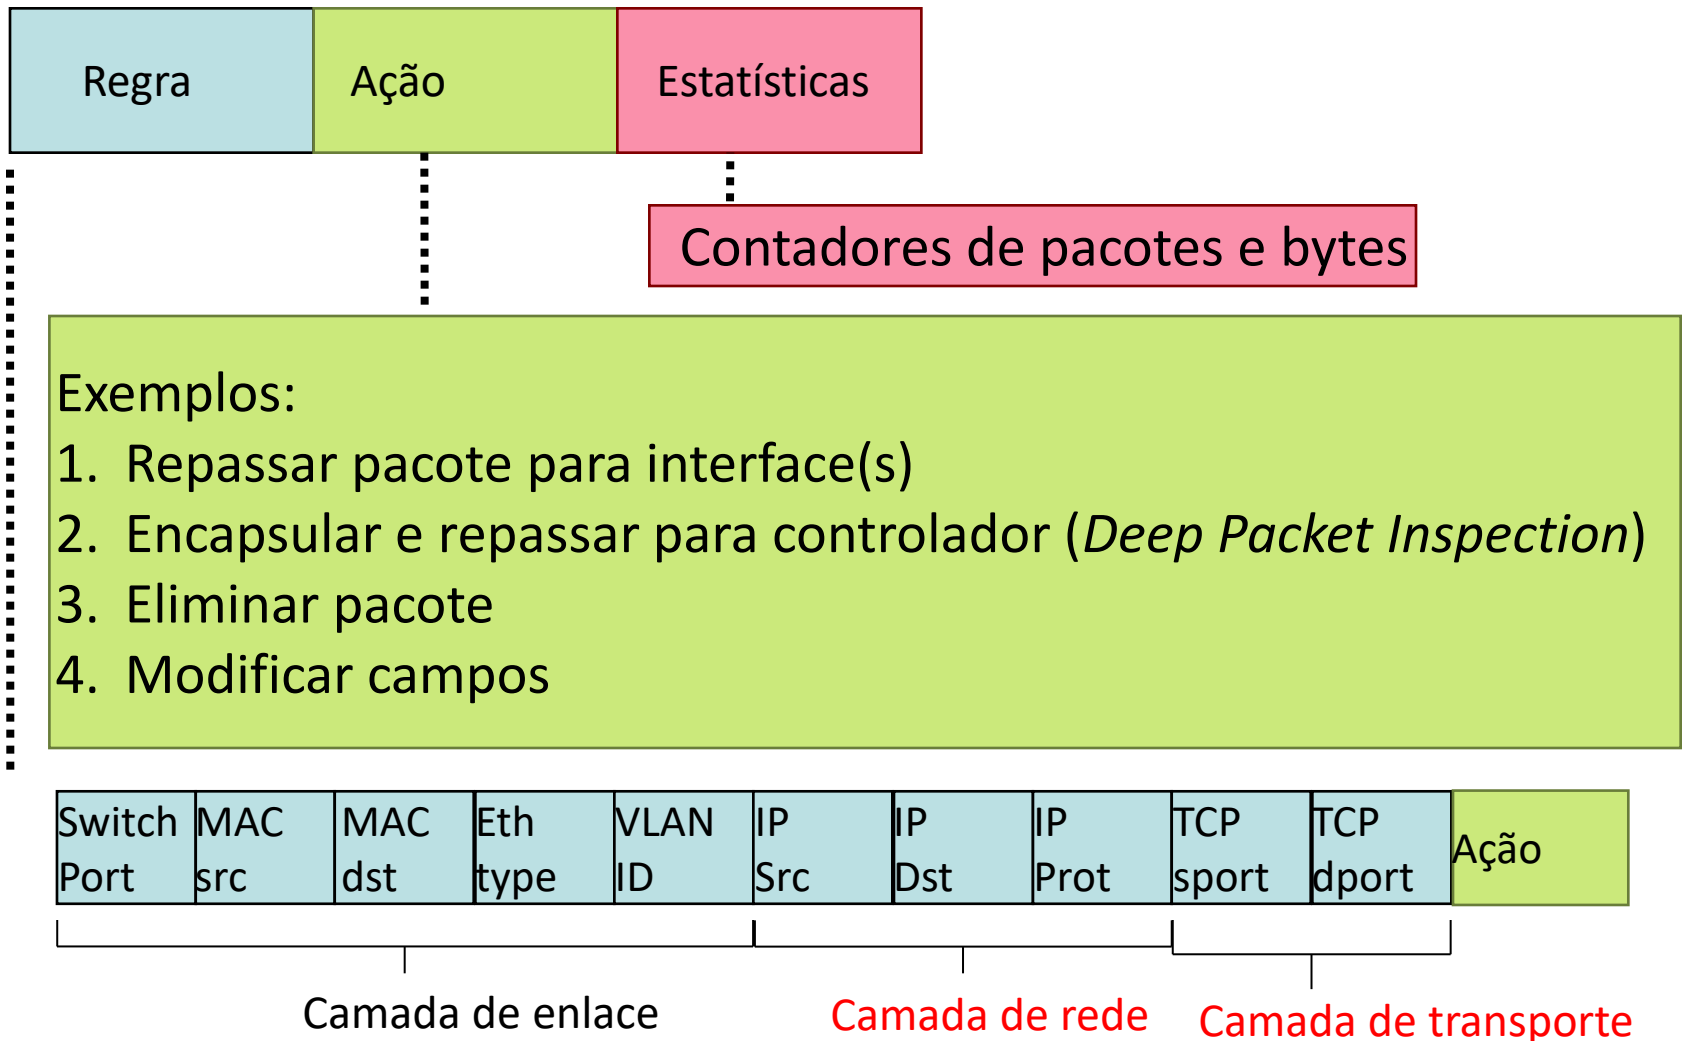 Regra
Ação
Estatísticas
Contadores de pacotes e bytes
Exemplos:
1. Repassar pacote para interface(s)
2. Encapsular e repassar para controlador (Deep Packet Inspection)
3. Eliminar pacote
4. Modificar campos
Switch
Port
MAC
src
MAC
dst
Eth
type
VLAN
ID
IP
Src
IP
Dst
IP
Prot
TCP
sport
TCP
dport
Ação
Camada de enlace
Camada de rede
Camada de transporte